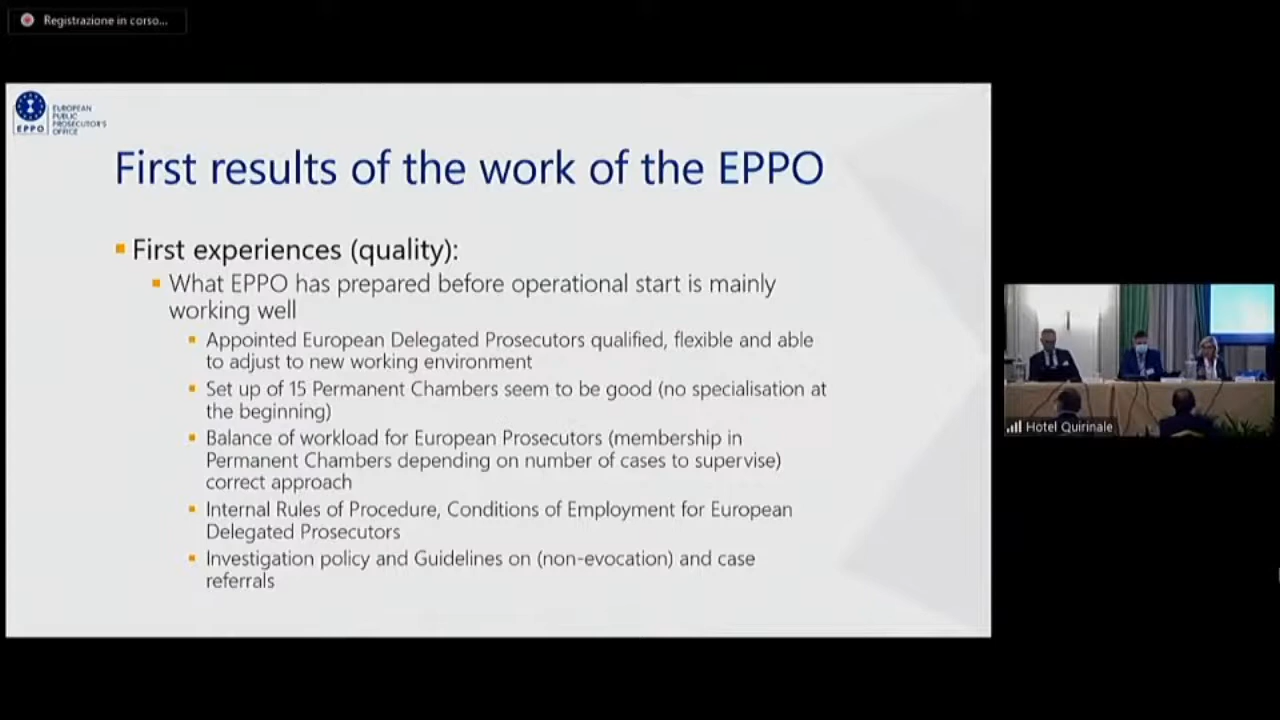 Registrazione in corso...
EUROPEAN
PUBLIC
PROSECUTOR'S
OFFICE
EPPO
First results of the work of the EPPO
First experiences (quality):
What EPPO has prepared before operational start is mainly
working well
Appointed European Delegated Prosecutors qualified, flexible and able
to adjust to new working environment
Set up of 15 Permanent Chambers seem to be good (no specialisation at
the beginning)
Balance of workload for European Prosecutors (membership in
Permanent Chambers depending on number of cases to supervise)
correct approach
Internal Rules of Procedure, Conditions of Employment for European
Delegated Prosecutors
Investigation policy and Guidelines on (non-evocation) and case
referrals
Hotel Quirinale